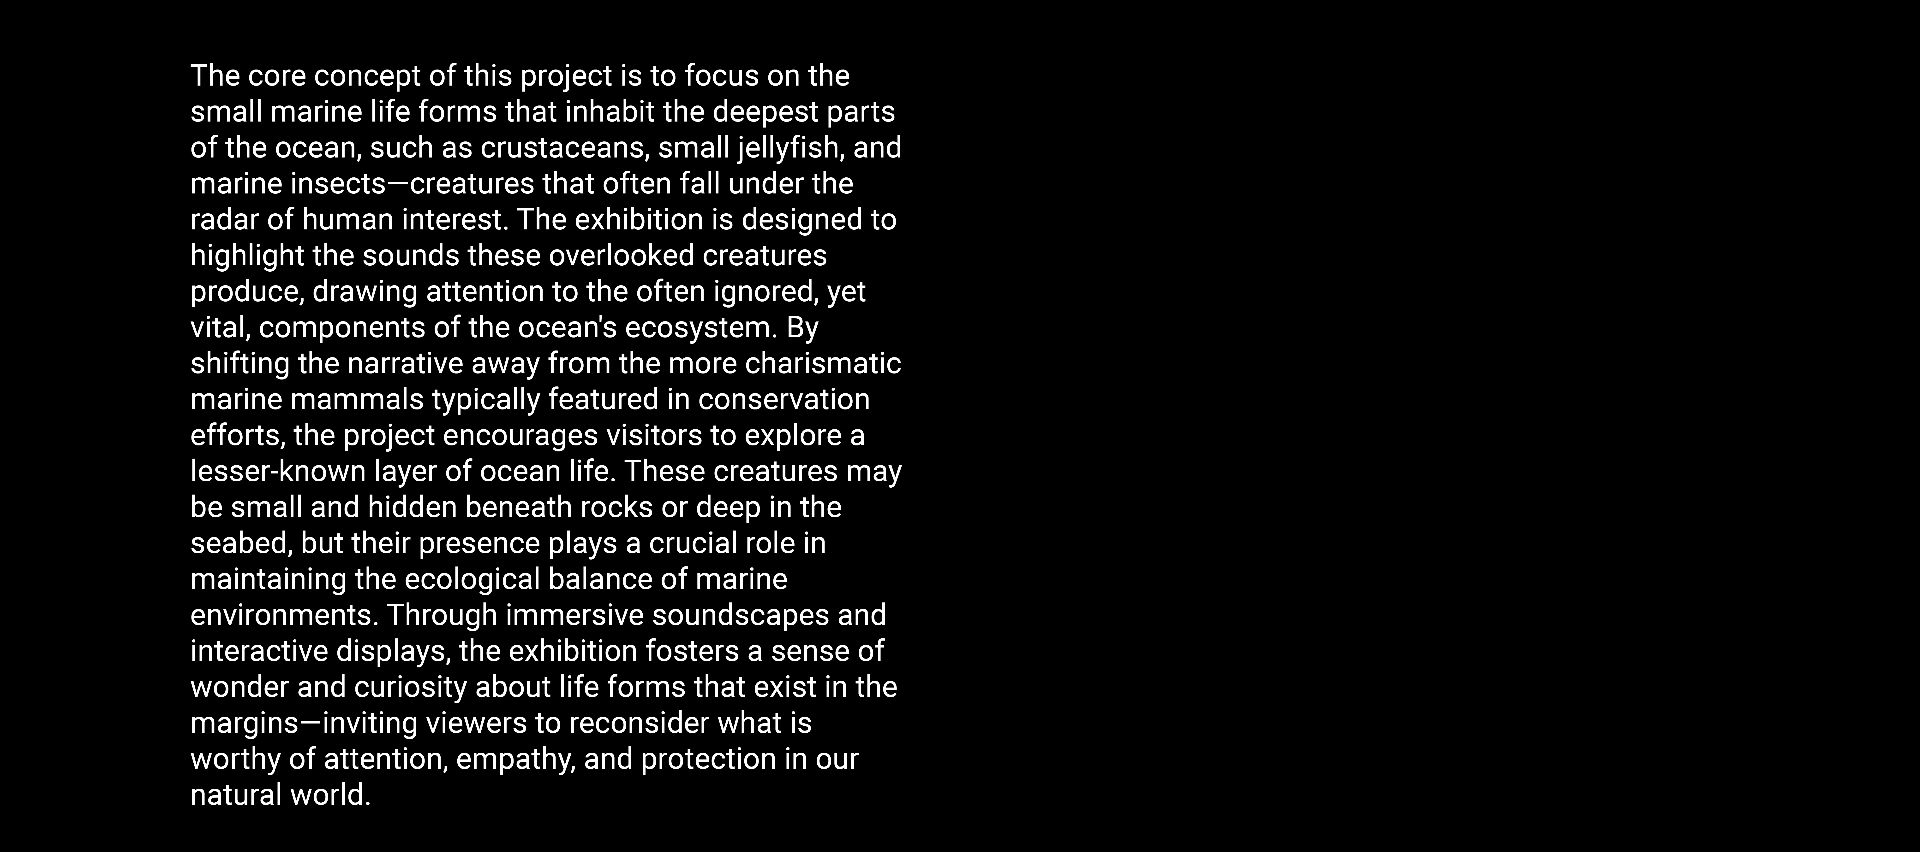 The core concept of this project is to focus on the
small marine life forms that inhabit the deepest parts
of the ocean, such as crustaceans, small jellyfish, and
marine insects—creatures that often fall under the
radar of human interest. The exhibition is designed to
highlight the sounds these overlooked creatures
produce, drawing attention to the often ignored, yet
vital, components of the ocean's ecosystem. By
shifting the narrative away from the more charismatic
marine mammals typically featured in conservation
efforts, the project encourages visitors to explore a
lesser-known layer of ocean life. These creatures may
be small and hidden beneath rocks or deep in the
seabed, but their presence plays a crucial role in
maintaining the ecological balance of marine
environments. Through immersive soundscapes and
interactive displays, the exhibition fosters a sense of
wonder and curiosity about life forms that exist in the
margins—inviting viewers to reconsider what is
worthy of attention, empathy, and protection in our
natural world.